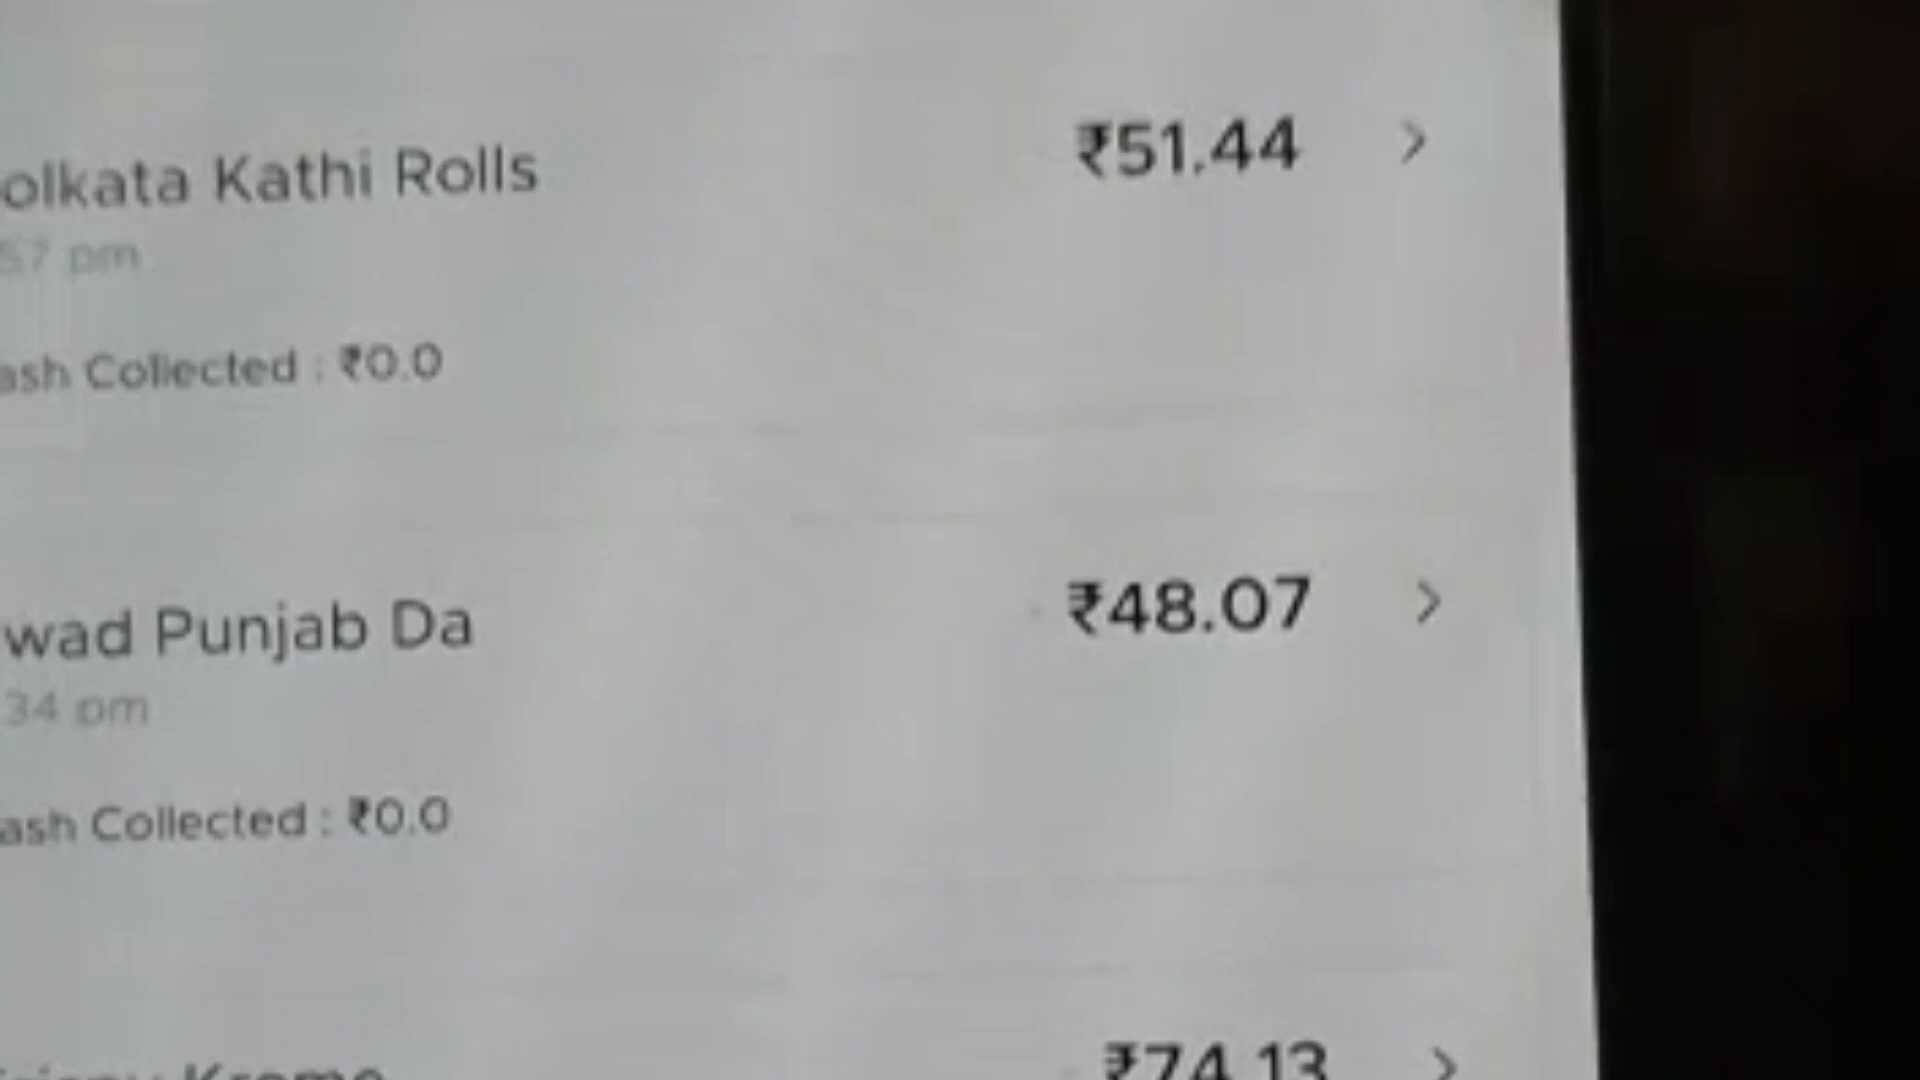 olkata Kathi Rolls ₹51.44 >
57 pm
ash Collected : ₹0.0
wad Punjab Da ₹48.07 >
34 pm
ash Collected : ₹0.0
₹74.13 >